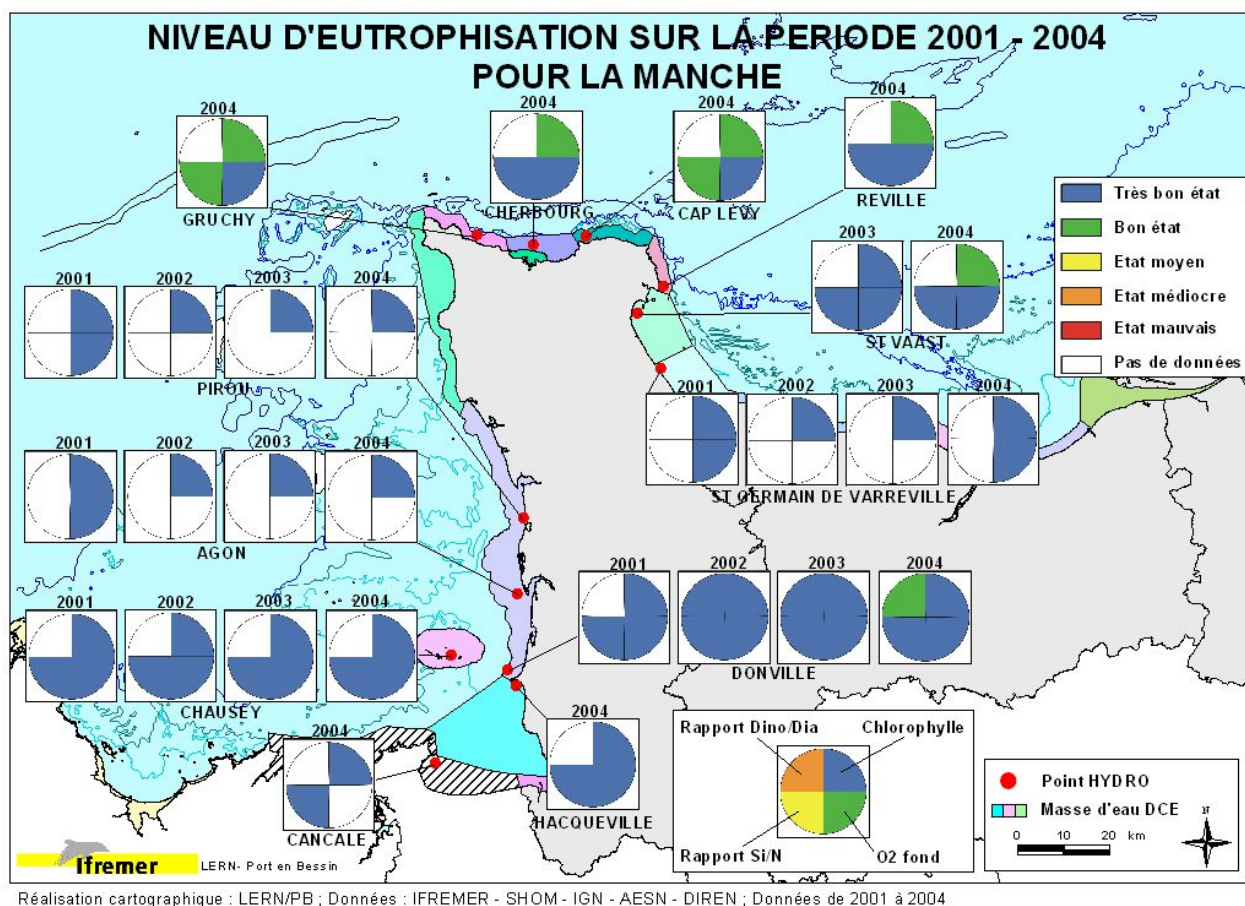 NIVEAU D'EUTROPHISATION SUR LA PERIODE 2001 - 2004
POUR LA MANCHE
2004
GRUCHY
2004
CHERBOURG
2004
CAP LEVY
REVILLE
Très bon état
Bon état
Etat moyen
Etat médiocre
Etat mauvais
Pas de données
2003
2004
ST VAAST
2001
2002
2003
2004
PIROU
2001
2002
2003
2004
ST GERMAIN DE VARREVILLE
2001
2002
2003
2004
AGON
2001
2002
2003
2004
DONVILLE
2001
2002
2003
2004
CHAUSEY
2004
CANCALE
2004
HACQUEVILLE
Rapport Dino/Dia
Chlorophylle
Rapport Si/N
O2 fond
Point HYDRO
Masse d'eau DCE
0 10 20 km
N
Ifremer
LERN- Port en Bessin
Réalisation cartographique : LERN/PB ; Données : IFREMER - SHOM - IGN - AESN - DIREN ; Données de 2001 à 2004